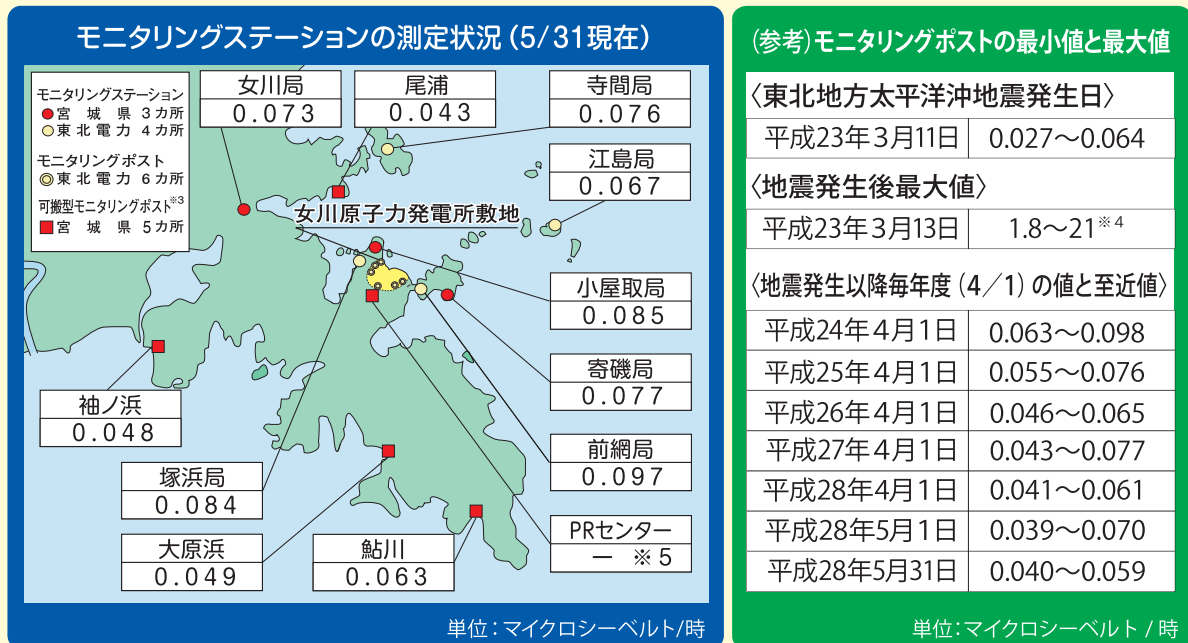 モニタリングステーションの測定状況(5/31現在)
モニタリングステーション
宮城県 3カ所
東北電力 4カ所
モニタリングポスト
東北電力 6カ所
可搬型モニタリングポスト※3
宮城県 5カ所
女川局
0.073
尾浦
0.043
寺間局
0.076
江島局
0.067
女川原子力発電所敷地
小屋取局
0.085
寄磯局
0.077
袖ノ浜
0.048
前網局
0.097
塚浜局
0.084
PRセンター
ー ※5
大原浜
0.049
鮎川
0.063
単位:マイクロシーベルト/時
(参考)モニタリングポストの最小値と最大値
〈東北地方太平洋沖地震発生日〉
平成23年3月11日 0.027〜0.064
〈地震発生後最大値〉
平成23年3月13日 1.8〜21※4
〈地震発生以降毎年度(4/1)の値と至近値〉
平成24年4月1日 0.063〜0.098
平成25年4月1日 0.055〜0.076
平成26年4月1日 0.046〜0.065
平成27年4月1日 0.043〜0.077
平成28年4月1日 0.041〜0.061
平成28年5月1日 0.039〜0.070
平成28年5月31日 0.040〜0.059
単位:マイクロシーベルト/時